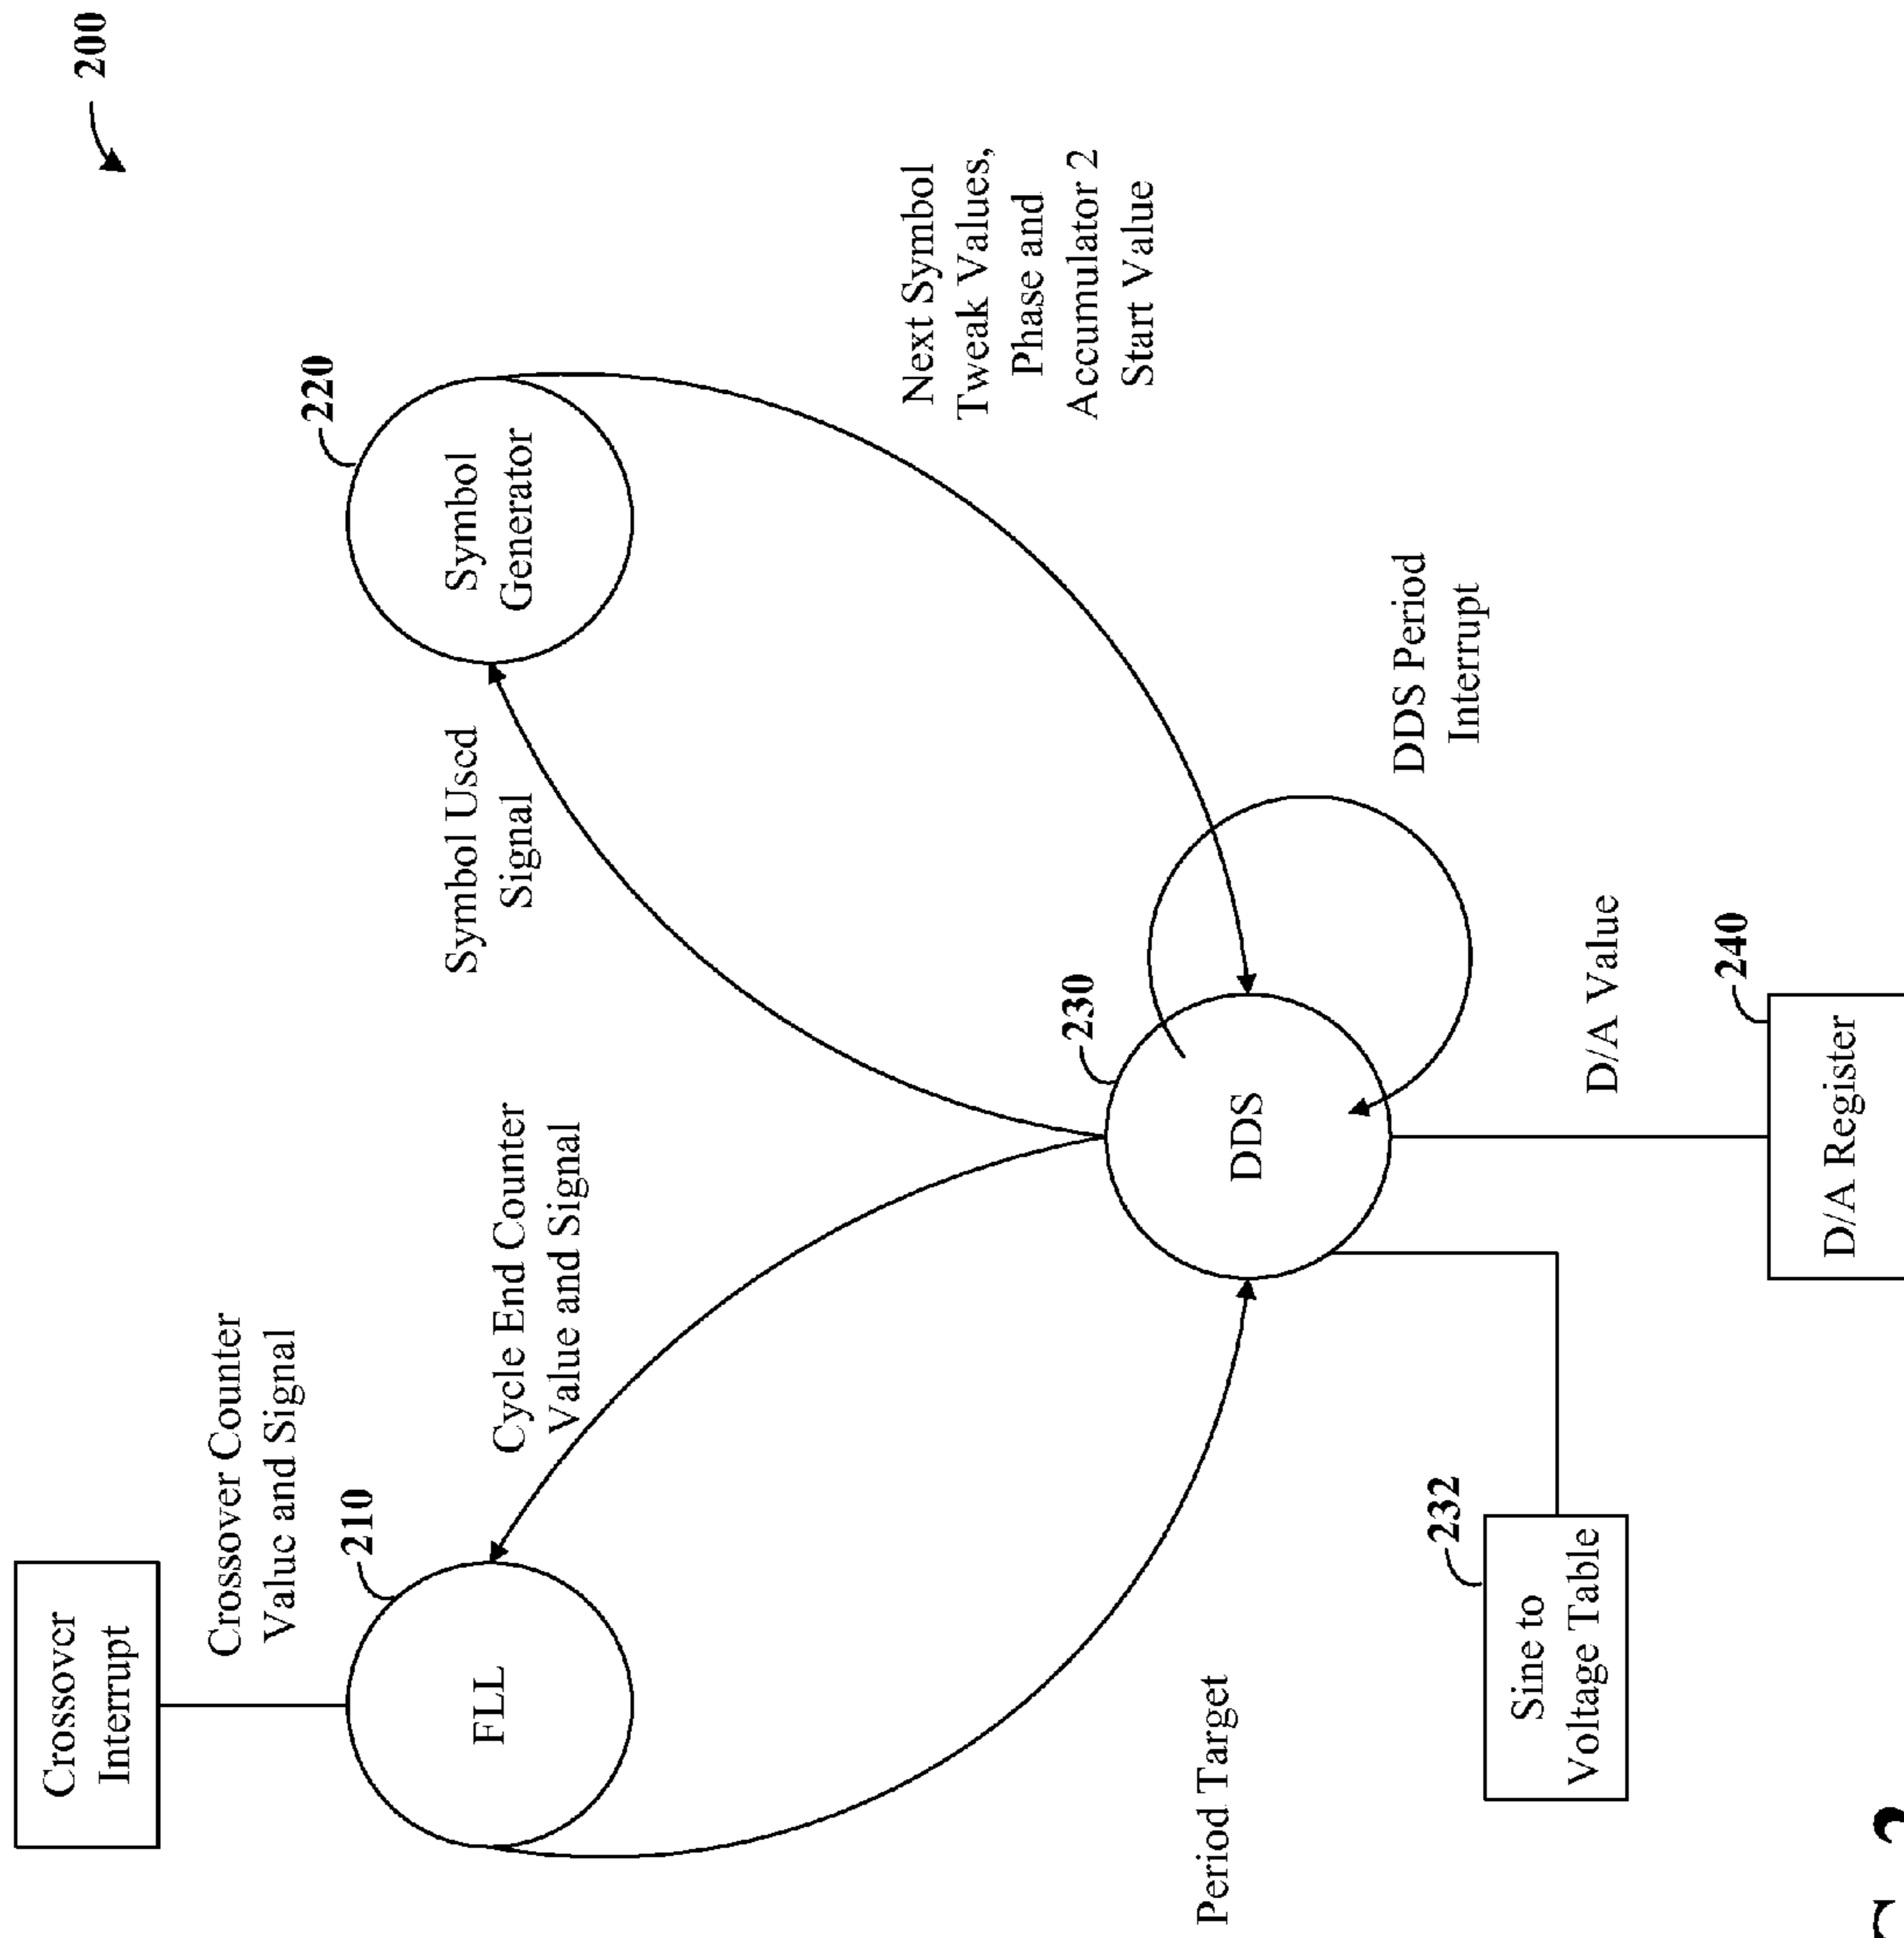 200
Crossover
Interrupt
Crossover Counter
Value and Signal
210
FLL
220
Symbol
Generator
Cycle End Counter
Value and Signal
Symbol Used
Signal
Next Symbol
Tweak Values,
Phase and
Accumulator 2
Start Value
230
DDS
Period Target
DDS Period
Interrupt
232
Sine to
Voltage Table
D/A Value
240
D/A Register